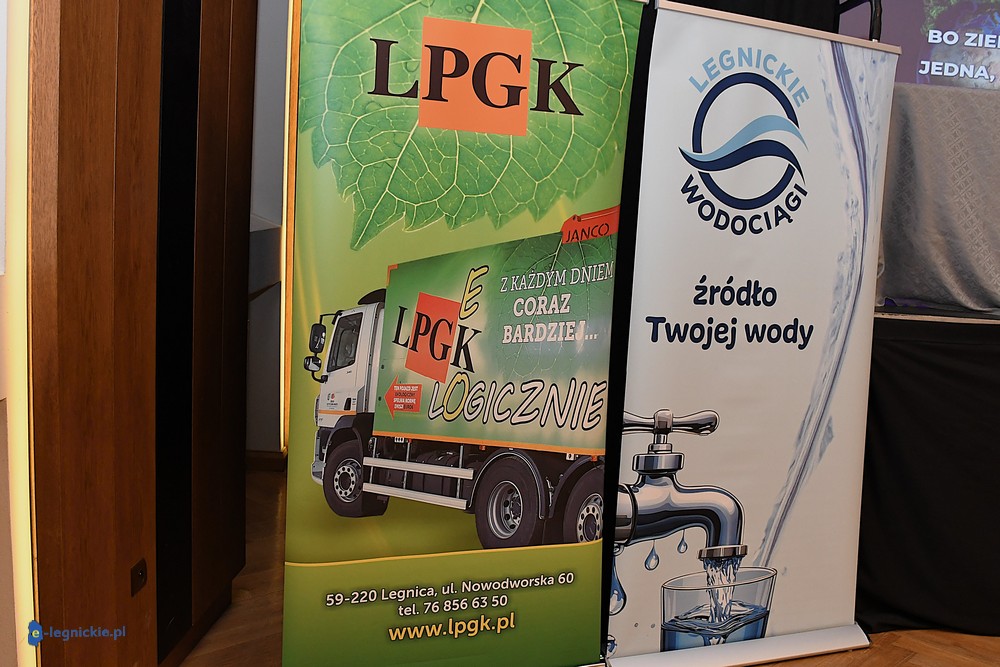 LPGK
JANCO
Z KAŻDYM DNIEM
CORAZ
BARDZIEJ...
E
LPGK
O
LOGICZNIE
59-220 Legnica, ul. Nowodworska 60
tel. 76 856 63 50
www.lpgk.pl
LEGNICKIE
WODOCIĄGI
źródło
Twojej wody
BO ZIE
JEDNA,
e-legnickie.pl